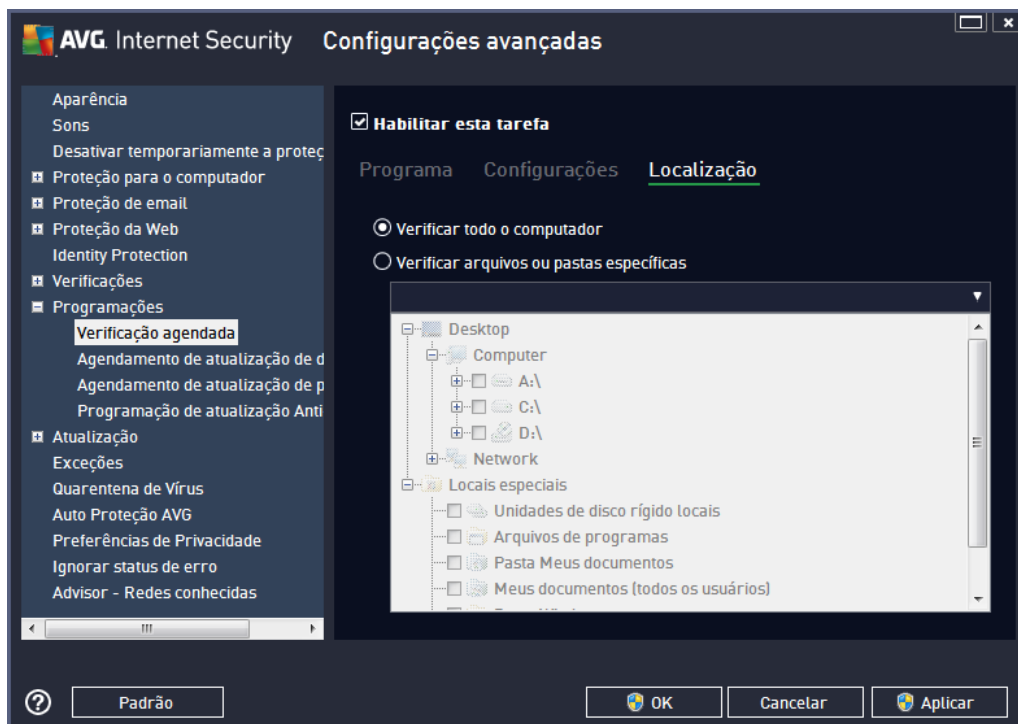 AVG. Internet Security Configurações avançadas
Aparência
Sons
Desativar temporariamente a proteç
Proteção para o computador
Proteção de email
Proteção da Web
Identity Protection
Verificações
Programações
Verificação agendada
Agendamento de atualização de d
Agendamento de atualização de p
Programação de atualização Anti
Atualização
Exceções
Quarentena de Vírus
Auto Proteção AVG
Preferências de Privacidade
Ignorar status de erro
Advisor - Redes conhecidas
Habilitar esta tarefa
Programa Configurações Localização
Verificar todo o computador
Verificar arquivos ou pastas específicas
Desktop
Computer
A:\
C:\
D:\
Network
Locais especiais
Unidades de disco rígido locais
Arquivos de programas
Pasta Meus documentos
Meus documentos (todos os usuários)
Padrão OK Cancelar Aplicar